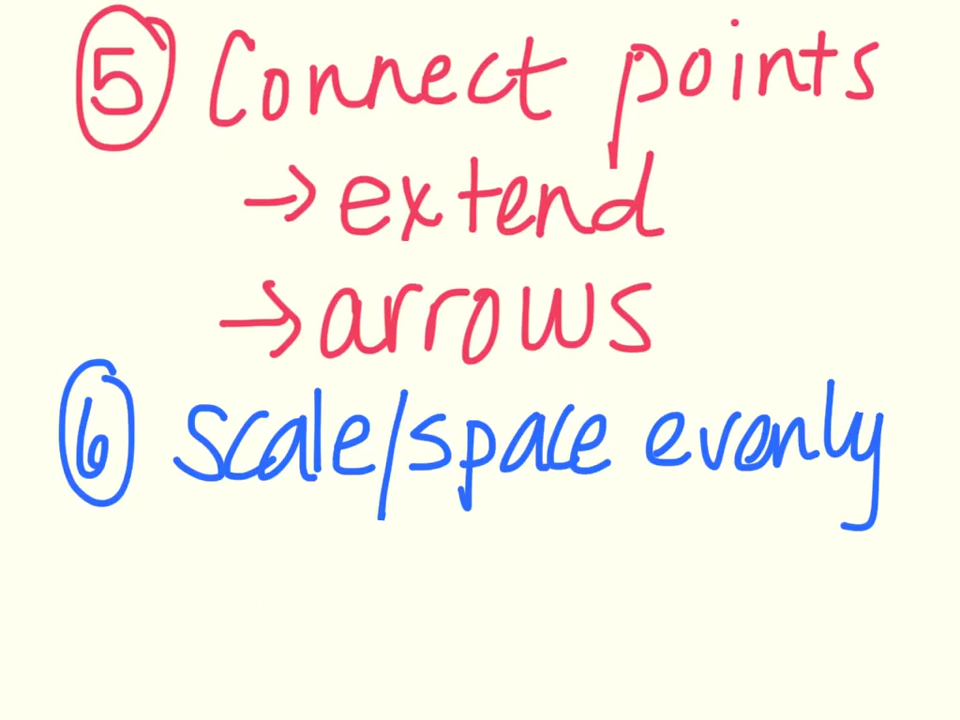 ⑤ Connect points
→ extend
→ arrows
⑥ Scale/space evenly